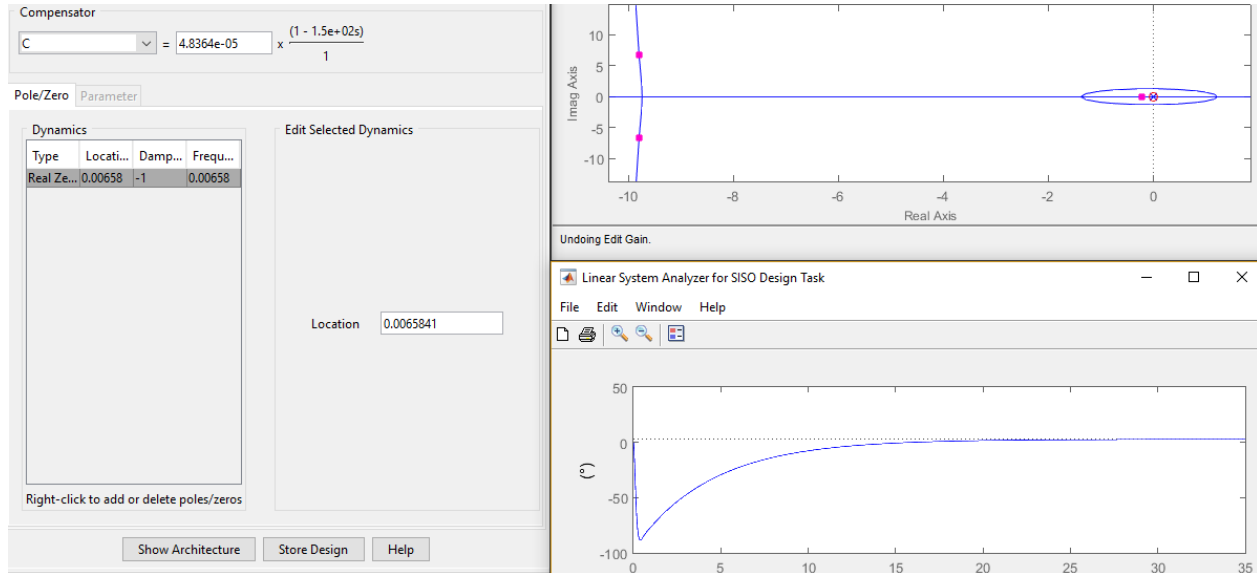 Compensator
C = 4.8364e-05 x (1 - 1.5e+02s)
1
Pole/Zero Parameter
Dynamics
Type Locati... Damp... Frequ...
Real Ze... 0.00658 -1 0.00658
Right-click to add or delete poles/zeros
Edit Selected Dynamics
Location 0.0065841
Show Architecture Store Design Help
Imag Axis
10
5
0
-5
-10
-10 -8 -6 -4 -2 0
Real Axis
Undoing Edit Gain.
Linear System Analyzer for SISO Design Task
File Edit Window Help
(°)
50
0
-50
-100
0 5 10 15 20 25 30 35